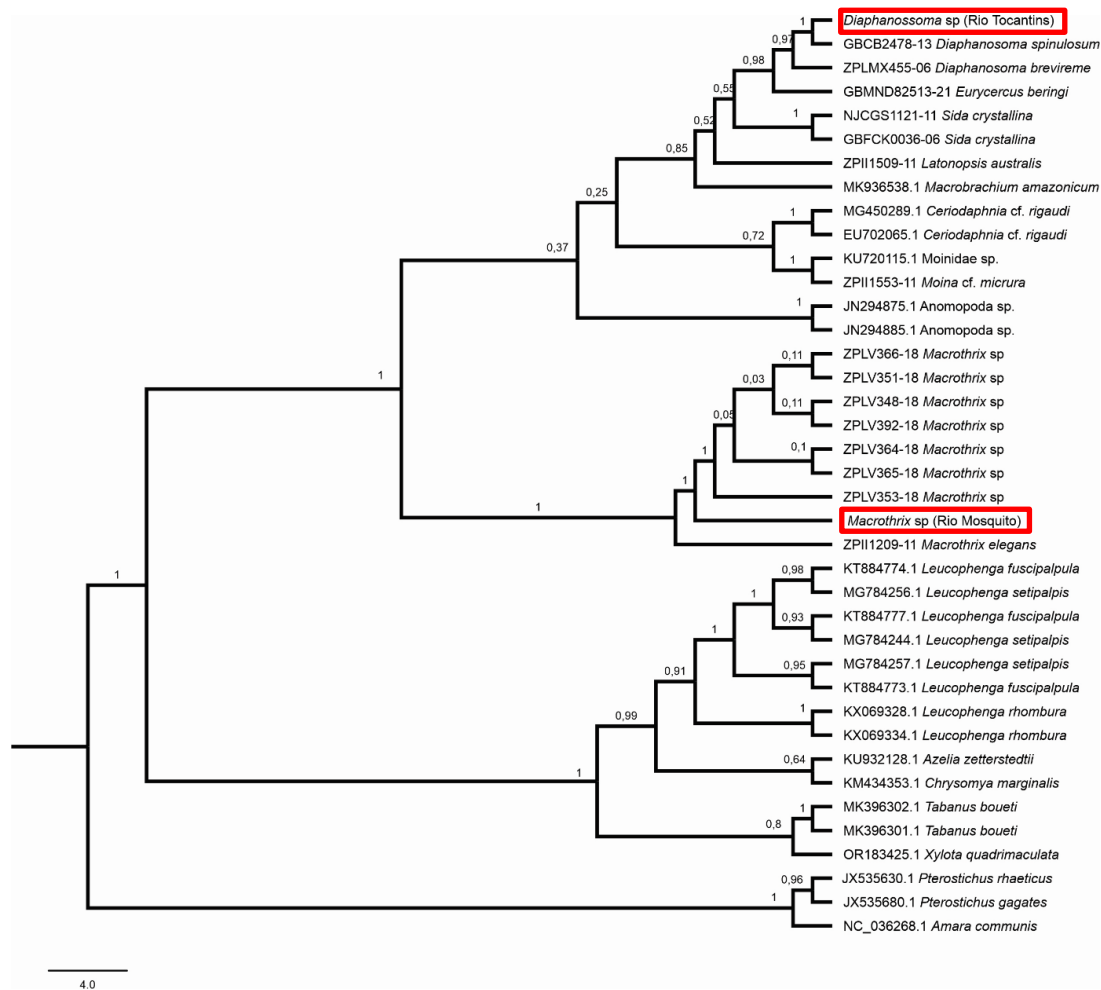 1
Diaphanossoma sp (Rio Tocantins)
0,97
GBCB2478-13 Diaphanosoma spinulosum
0,98
ZPLMX455-06 Diaphanosoma brevireme
0,55
GBMND82513-21 Eurycercus beringi
1
NJCGS1121-11 Sida crystallina
0,52
GBFCK0036-06 Sida crystallina
0,85
ZPII1509-11 Latonopsis australis
0,25
MK936538.1 Macrobrachium amazonicum
1
MG450289.1 Ceriodaphnia cf. rigaudi
0,72
EU702065.1 Ceriodaphnia cf. rigaudi
0,37
1
KU720115.1 Moinidae sp.
ZPII1553-11 Moina cf. micrura
1
JN294875.1 Anomopoda sp.
JN294885.1 Anomopoda sp.
0,11
ZPLV366-18 Macrothrix sp
1
0,03
ZPLV351-18 Macrothrix sp
0,11
ZPLV348-18 Macrothrix sp
0,05
ZPLV392-18 Macrothrix sp
1
0,1
ZPLV364-18 Macrothrix sp
1
ZPLV365-18 Macrothrix sp
1
ZPLV353-18 Macrothrix sp
Macrothrix sp (Rio Mosquito)
ZPII1209-11 Macrothrix elegans
1
0,98
KT884774.1 Leucophenga fuscipalpula
1
MG784256.1 Leucophenga setipalpis
0,93
KT884777.1 Leucophenga fuscipalpula
1
MG784244.1 Leucophenga setipalpis
0,91
0,95
MG784257.1 Leucophenga setipalpis
KT884773.1 Leucophenga fuscipalpula
0,99
1
KX069328.1 Leucophenga rhombura
KX069334.1 Leucophenga rhombura
1
0,64
KU932128.1 Azelia zetterstedtii
KM434353.1 Chrysomya marginalis
1
MK396302.1 Tabanus boueti
0,8
MK396301.1 Tabanus boueti
OR183425.1 Xylota quadrimaculata
0,96
JX535630.1 Pterostichus rhaeticus
1
JX535680.1 Pterostichus gagates
NC_036268.1 Amara communis
4.0